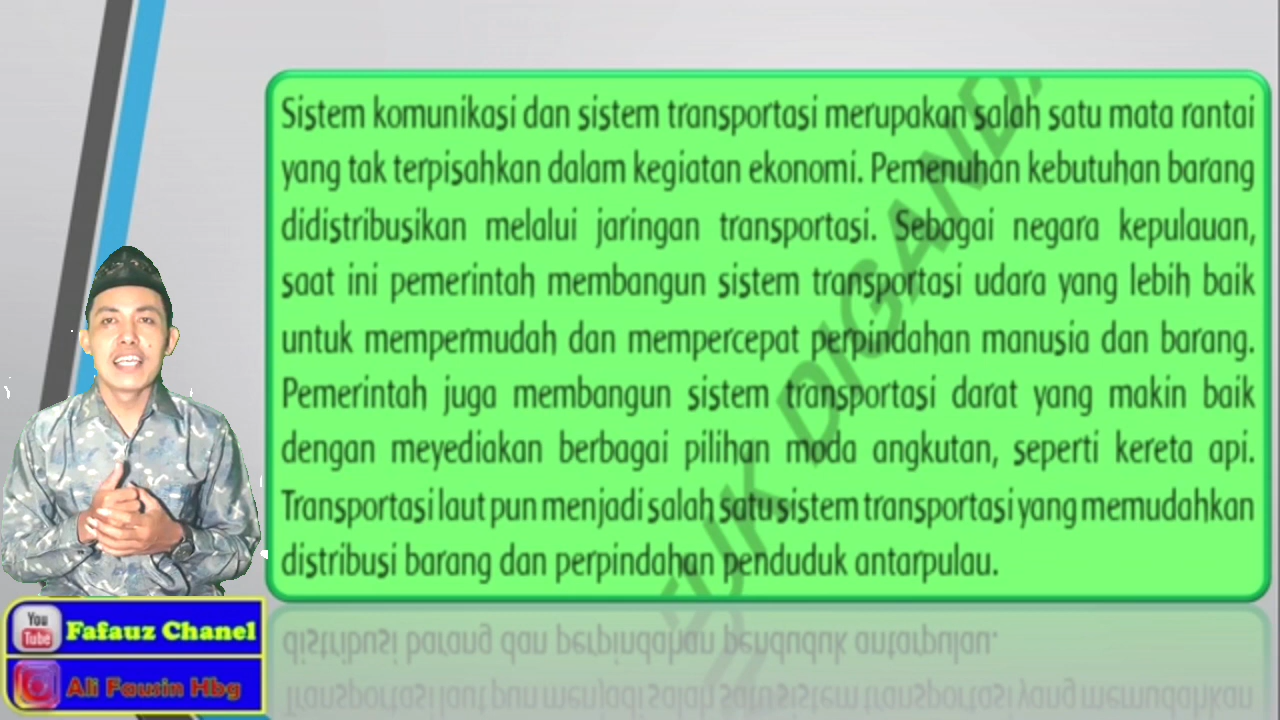 Sistem komunikasi dan sistem transportasi merupakan salah satu mata rantai
yang tak terpisahkan dalam kegiatan ekonomi. Pemenuhan kebutuhan barang
didistribusikan melalui jaringan transportasi. Sebagai negara kepulauan,
saat ini pemerintah membangun sistem transportasi udara yang lebih baik
untuk mempermudah dan mempercepat perpindahan manusia dan barang.
Pemerintah juga membangun sistem transportasi darat yang makin baik
dengan meyediakan berbagai pilihan moda angkutan, seperti kereta api.
Transportasi laut pun menjadi salah satu sistem transportasi yang memudahkan
distribusi barang dan perpindahan penduduk antarpulau.
You
Tube
Fafauz Chanel
Ali Fausin Hbg